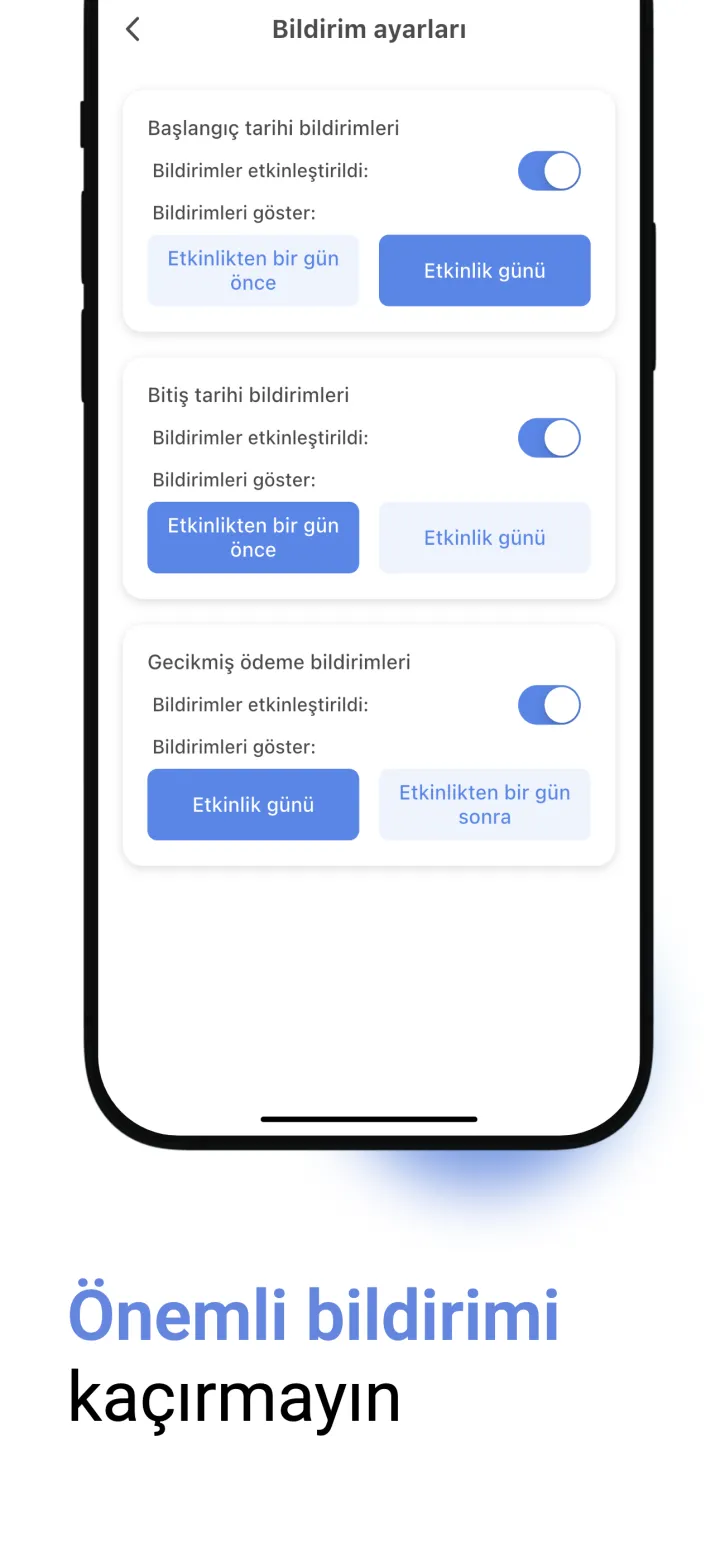 Bildirim ayarları
Başlangıç tarihi bildirimleri
Bildirimler etkinleştirildi:
Bildirimleri göster:
Etkinlikten bir gün
önce
Etkinlik günü
Bitiş tarihi bildirimleri
Bildirimler etkinleştirildi:
Bildirimleri göster:
Etkinlikten bir gün
önce
Etkinlik günü
Gecikmiş ödeme bildirimleri
Bildirimler etkinleştirildi:
Bildirimleri göster:
Etkinlik günü
Etkinlikten bir gün
sonra
Önemli bildirimi
kaçırmayın